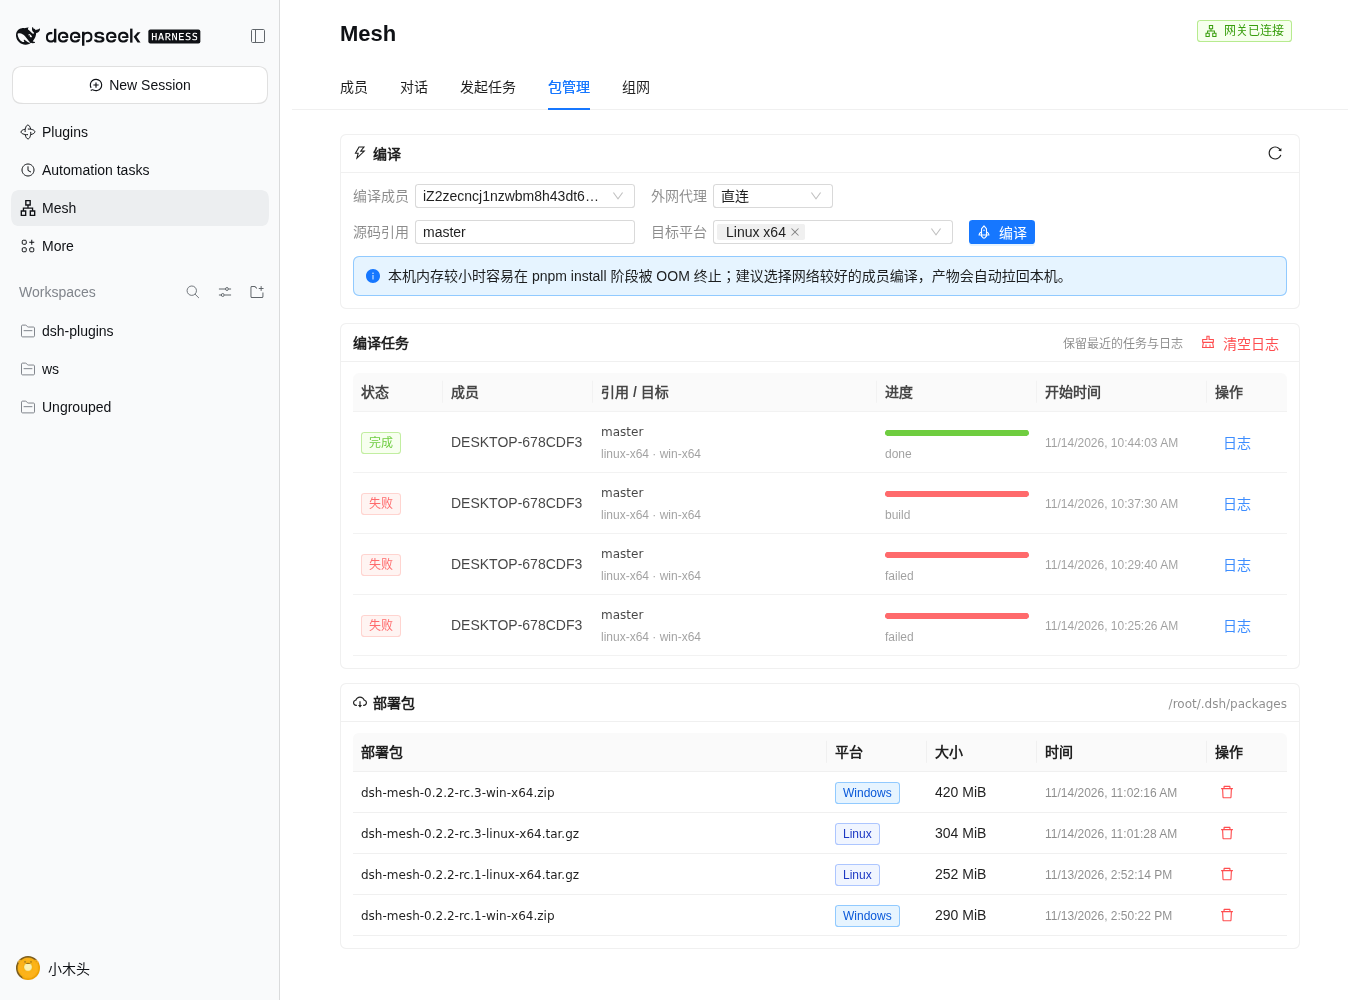 deepseek HARNESS
New Session
Plugins
Automation tasks
Mesh
More
Workspaces
dsh-plugins
ws
Ungrouped
小木头
Mesh
网关已连接
成员 对话 发起任务 包管理 组网
编译
编译成员 iZ2zecncj1nzwbm8h43dt6… 外网代理 直连
源码引用 master 目标平台 Linux x64 编译
本机内存较小时容易在 pnpm install 阶段被 OOM 终止；建议选择网络较好的成员编译，产物会自动拉回本机。
编译任务 保留最近的任务与日志 清空日志
状态 成员 引用 / 目标 进度 开始时间 操作
完成 DESKTOP-678CDF3 master 11/14/2026, 10:44:03 AM 日志
linux-x64 · win-x64 done
失败 DESKTOP-678CDF3 master 11/14/2026, 10:37:30 AM 日志
linux-x64 · win-x64 build
失败 DESKTOP-678CDF3 master 11/14/2026, 10:29:40 AM 日志
linux-x64 · win-x64 failed
失败 DESKTOP-678CDF3 master 11/14/2026, 10:25:26 AM 日志
linux-x64 · win-x64 failed
部署包 /root/.dsh/packages
部署包 平台 大小 时间 操作
dsh-mesh-0.2.2-rc.3-win-x64.zip Windows 420 MiB 11/14/2026, 11:02:16 AM
dsh-mesh-0.2.2-rc.3-linux-x64.tar.gz Linux 304 MiB 11/14/2026, 11:01:28 AM
dsh-mesh-0.2.2-rc.1-linux-x64.tar.gz Linux 252 MiB 11/13/2026, 2:52:14 PM
dsh-mesh-0.2.2-rc.1-win-x64.zip Windows 290 MiB 11/13/2026, 2:50:22 PM